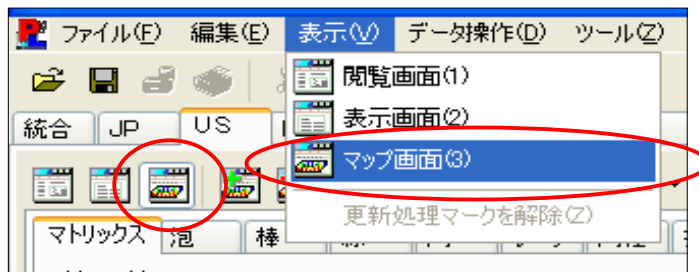 ファイル(F) 編集(E) 表示(V) データ操作(D) ツール(Z)
閲覧画面(1)
表示画面(2)
マップ画面(3)
更新処理マークを解除(Z)
統合 JP US
マトリックス 泡 棒